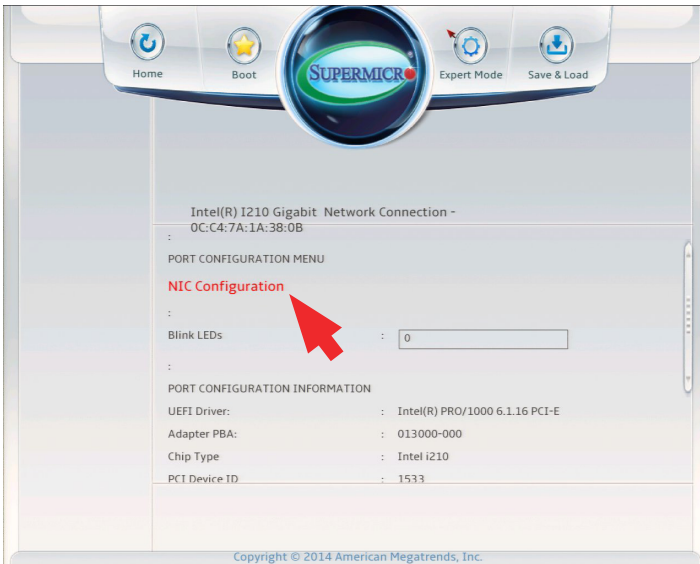 Home
Boot
SUPERMICRO
Expert Mode
Save & Load
Intel(R) I210 Gigabit Network Connection -
0C:C4:7A:1A:38:0B
:
PORT CONFIGURATION MENU
NIC Configuration
:
Blink LEDs : 0
:
PORT CONFIGURATION INFORMATION
UEFI Driver: : Intel(R) PRO/1000 6.1.16 PCI-E
Adapter PBA: : 013000-000
Chip Type : Intel i210
PCI Device ID : 1533
Copyright © 2014 American Megatrends, Inc.